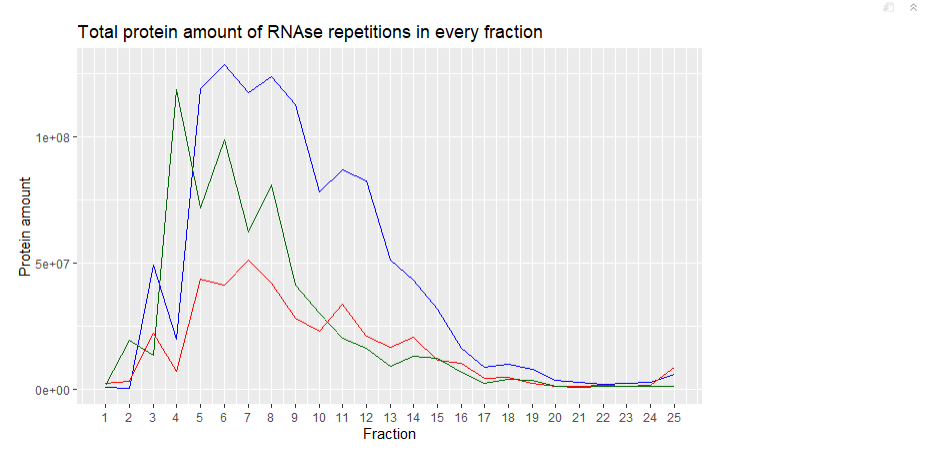 Total protein amount of RNAse repetitions in every fraction
1e+08
5e+07
0e+00
Protein amount
1 2 3 4 5 6 7 8 9 10 11 12 13 14 15 16 17 18 19 20 21 22 23 24 25
Fraction